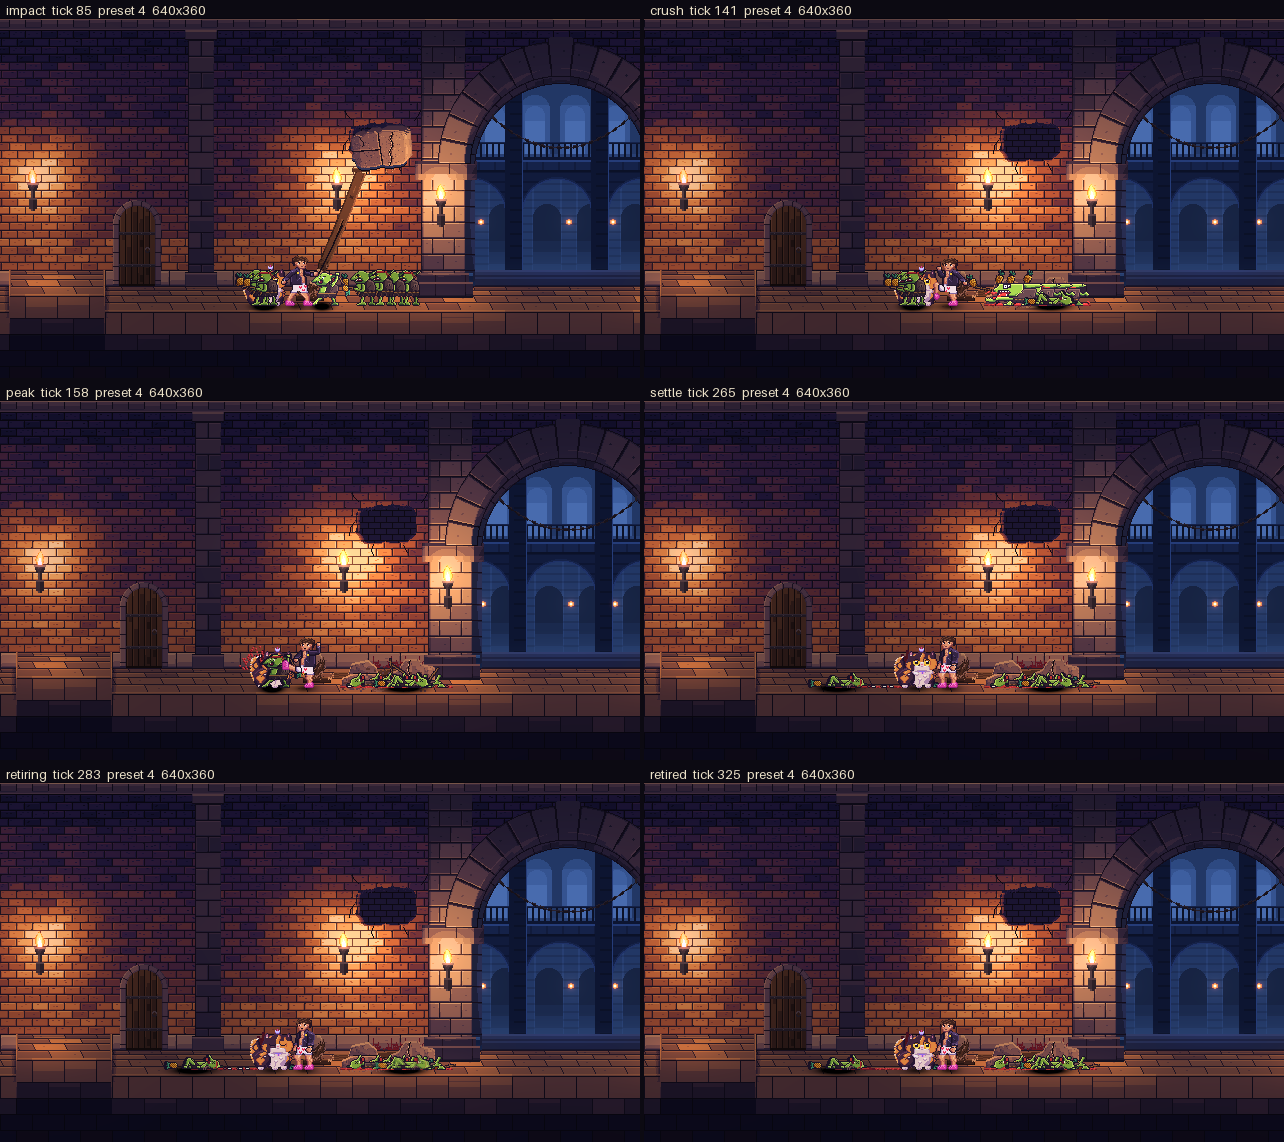 impact tick 85 preset 4 640x360
crush tick 141 preset 4 640x360
peak tick 158 preset 4 640x360
settle tick 265 preset 4 640x360
retiring tick 283 preset 4 640x360
retired tick 325 preset 4 640x360